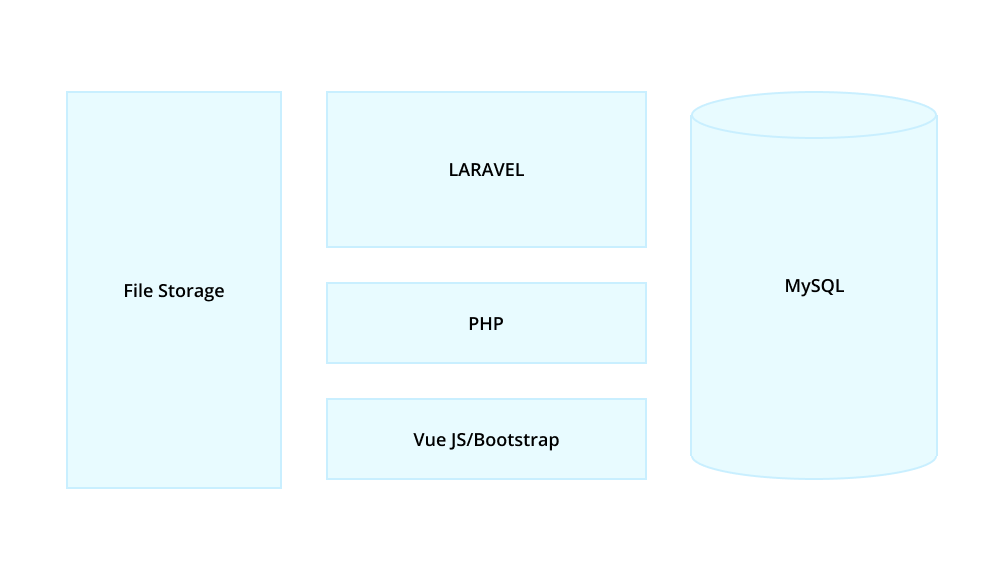 File Storage
LARAVEL
PHP
Vue JS/Bootstrap
MySQL